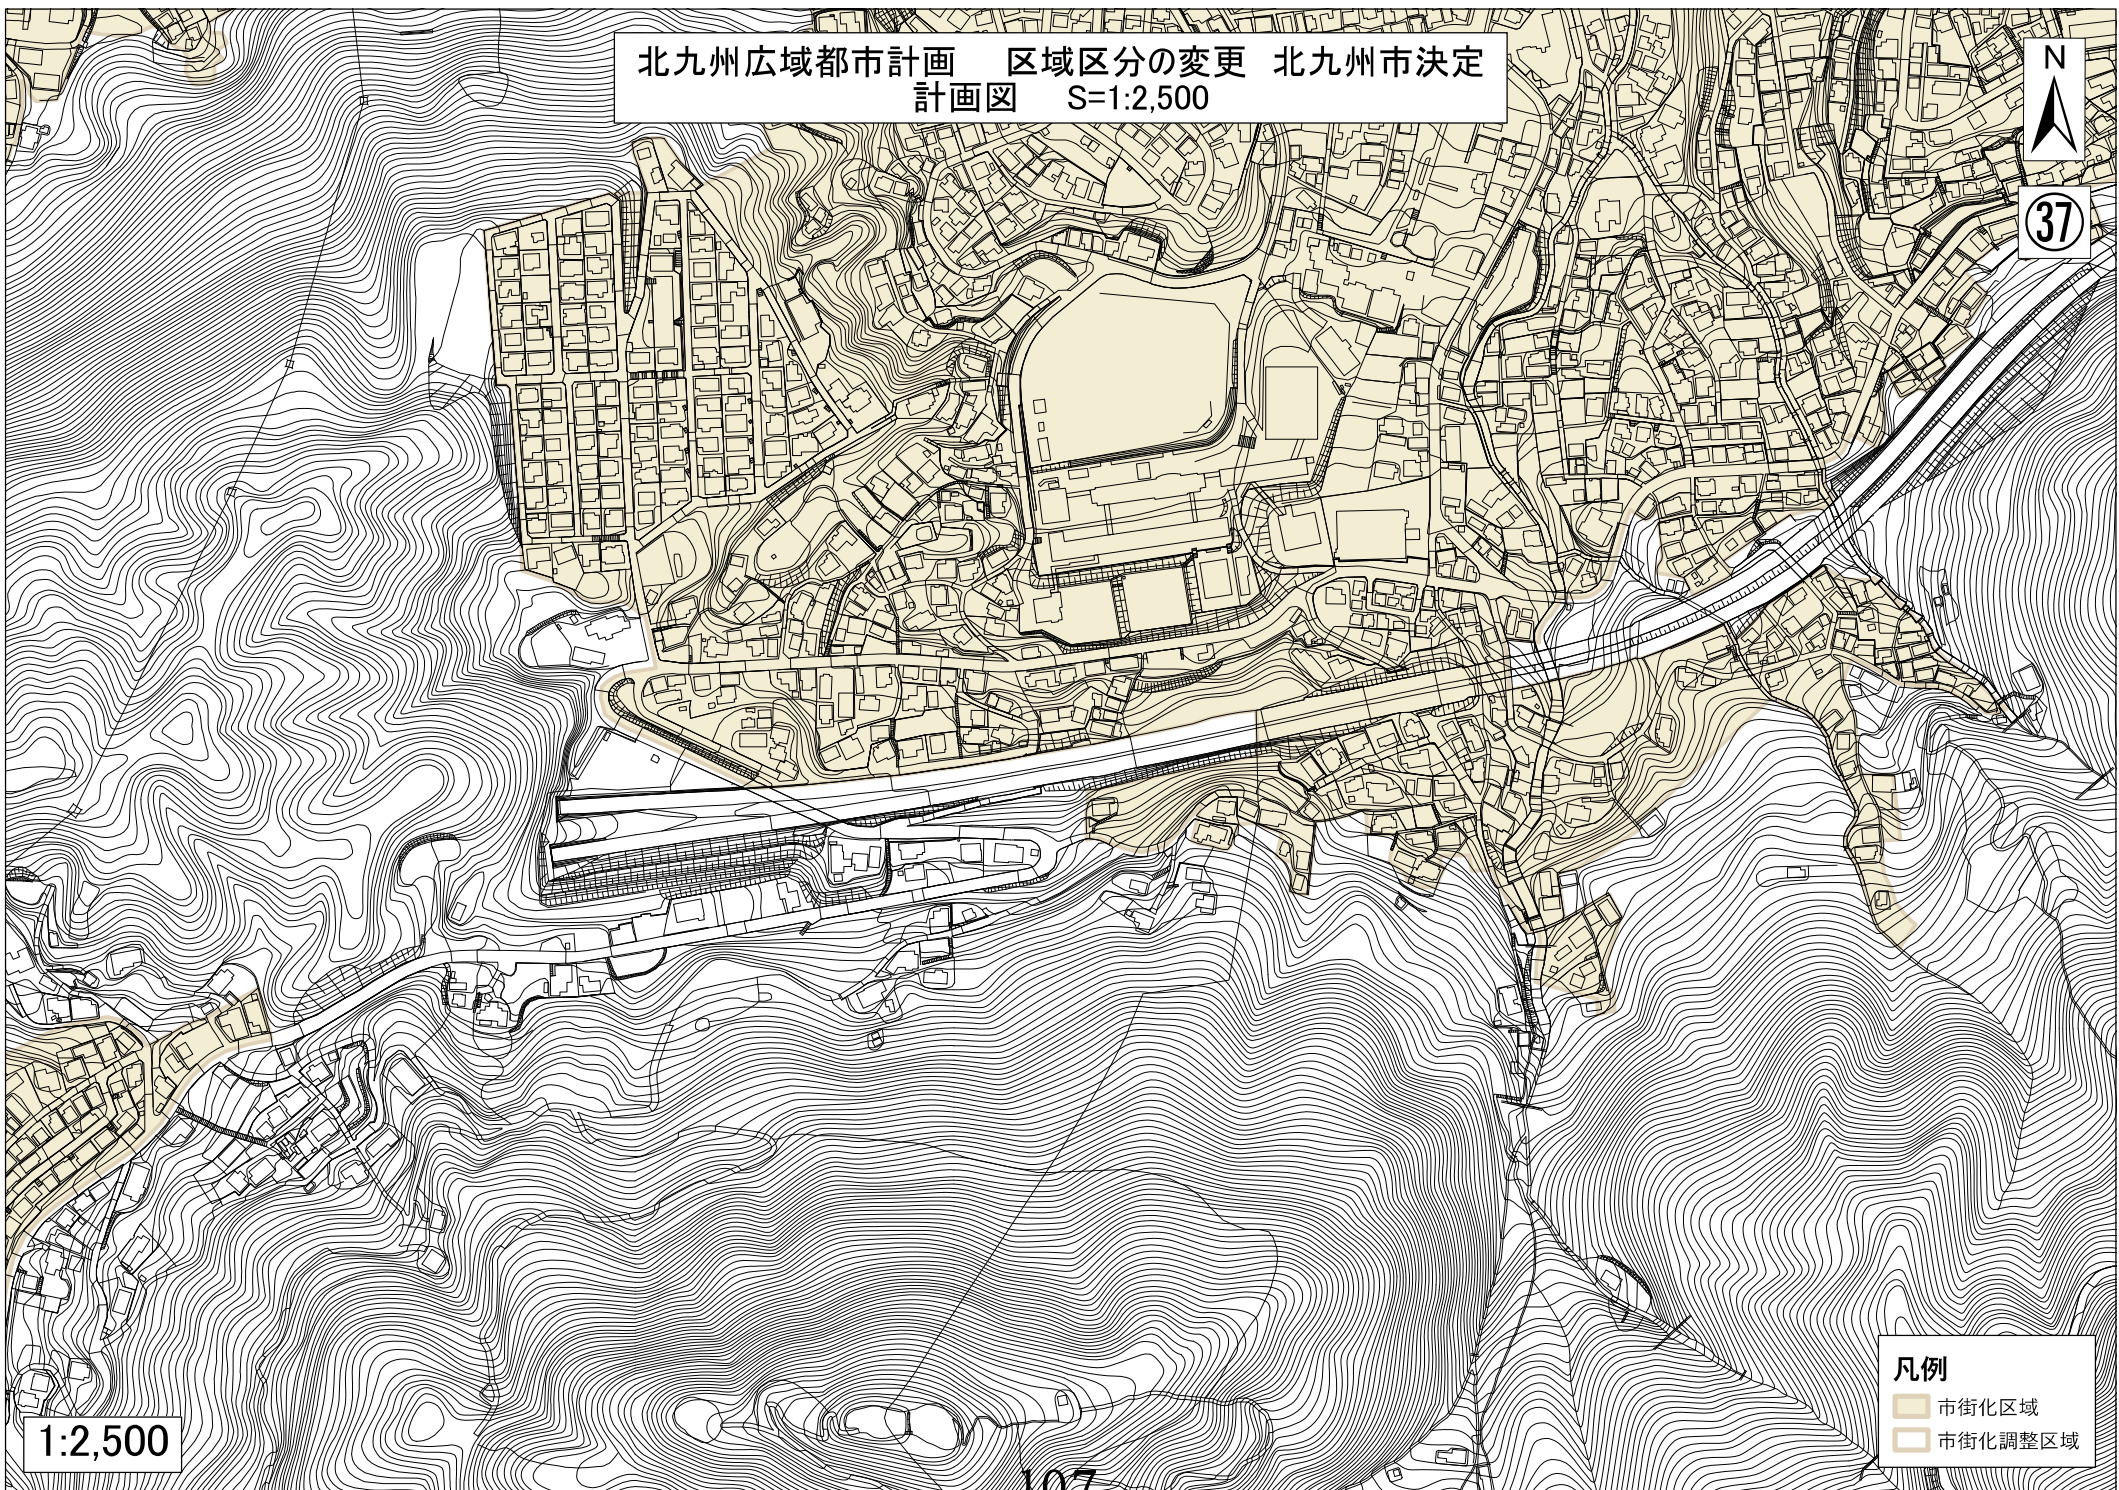 北九州広域都市計画 区域区分の変更 北九州市決定
計画図 S=1:2,500
N
㊲
凡例
市街化区域
市街化調整区域
1:2,500
107